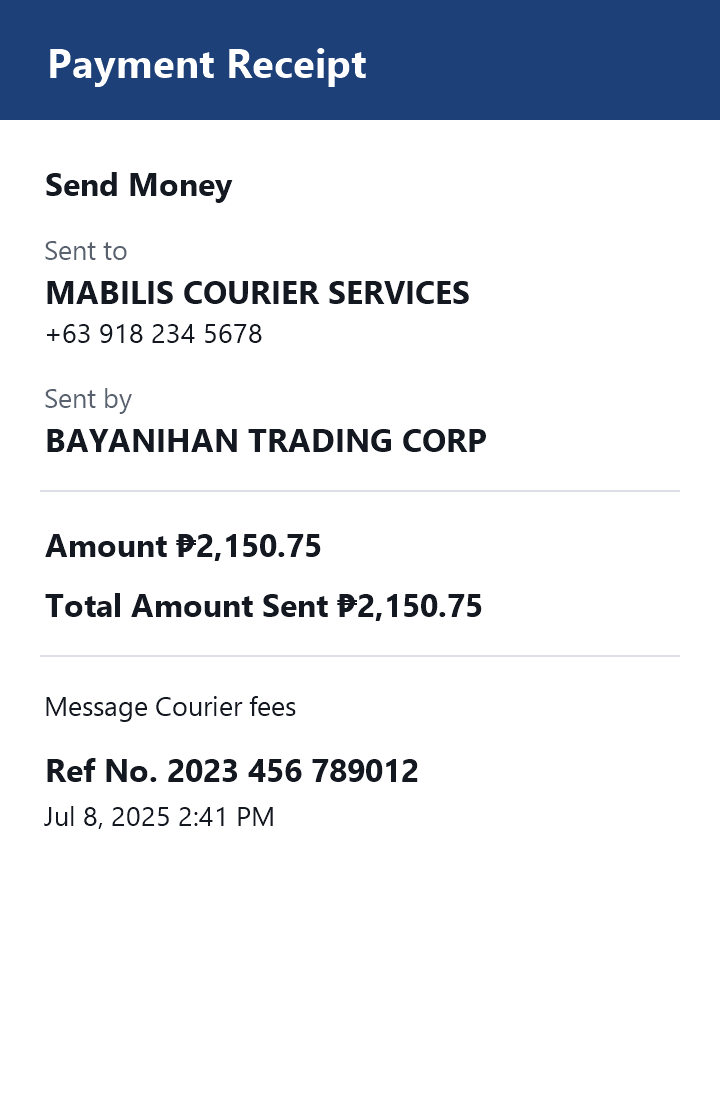 Payment Receipt
Send Money
Sent to
MABILIS COURIER SERVICES
+63 918 234 5678
Sent by
BAYANIHAN TRADING CORP
Amount ₱2,150.75
Total Amount Sent ₱2,150.75
Message Courier fees
Ref No. 2023 456 789012
Jul 8, 2025 2:41 PM